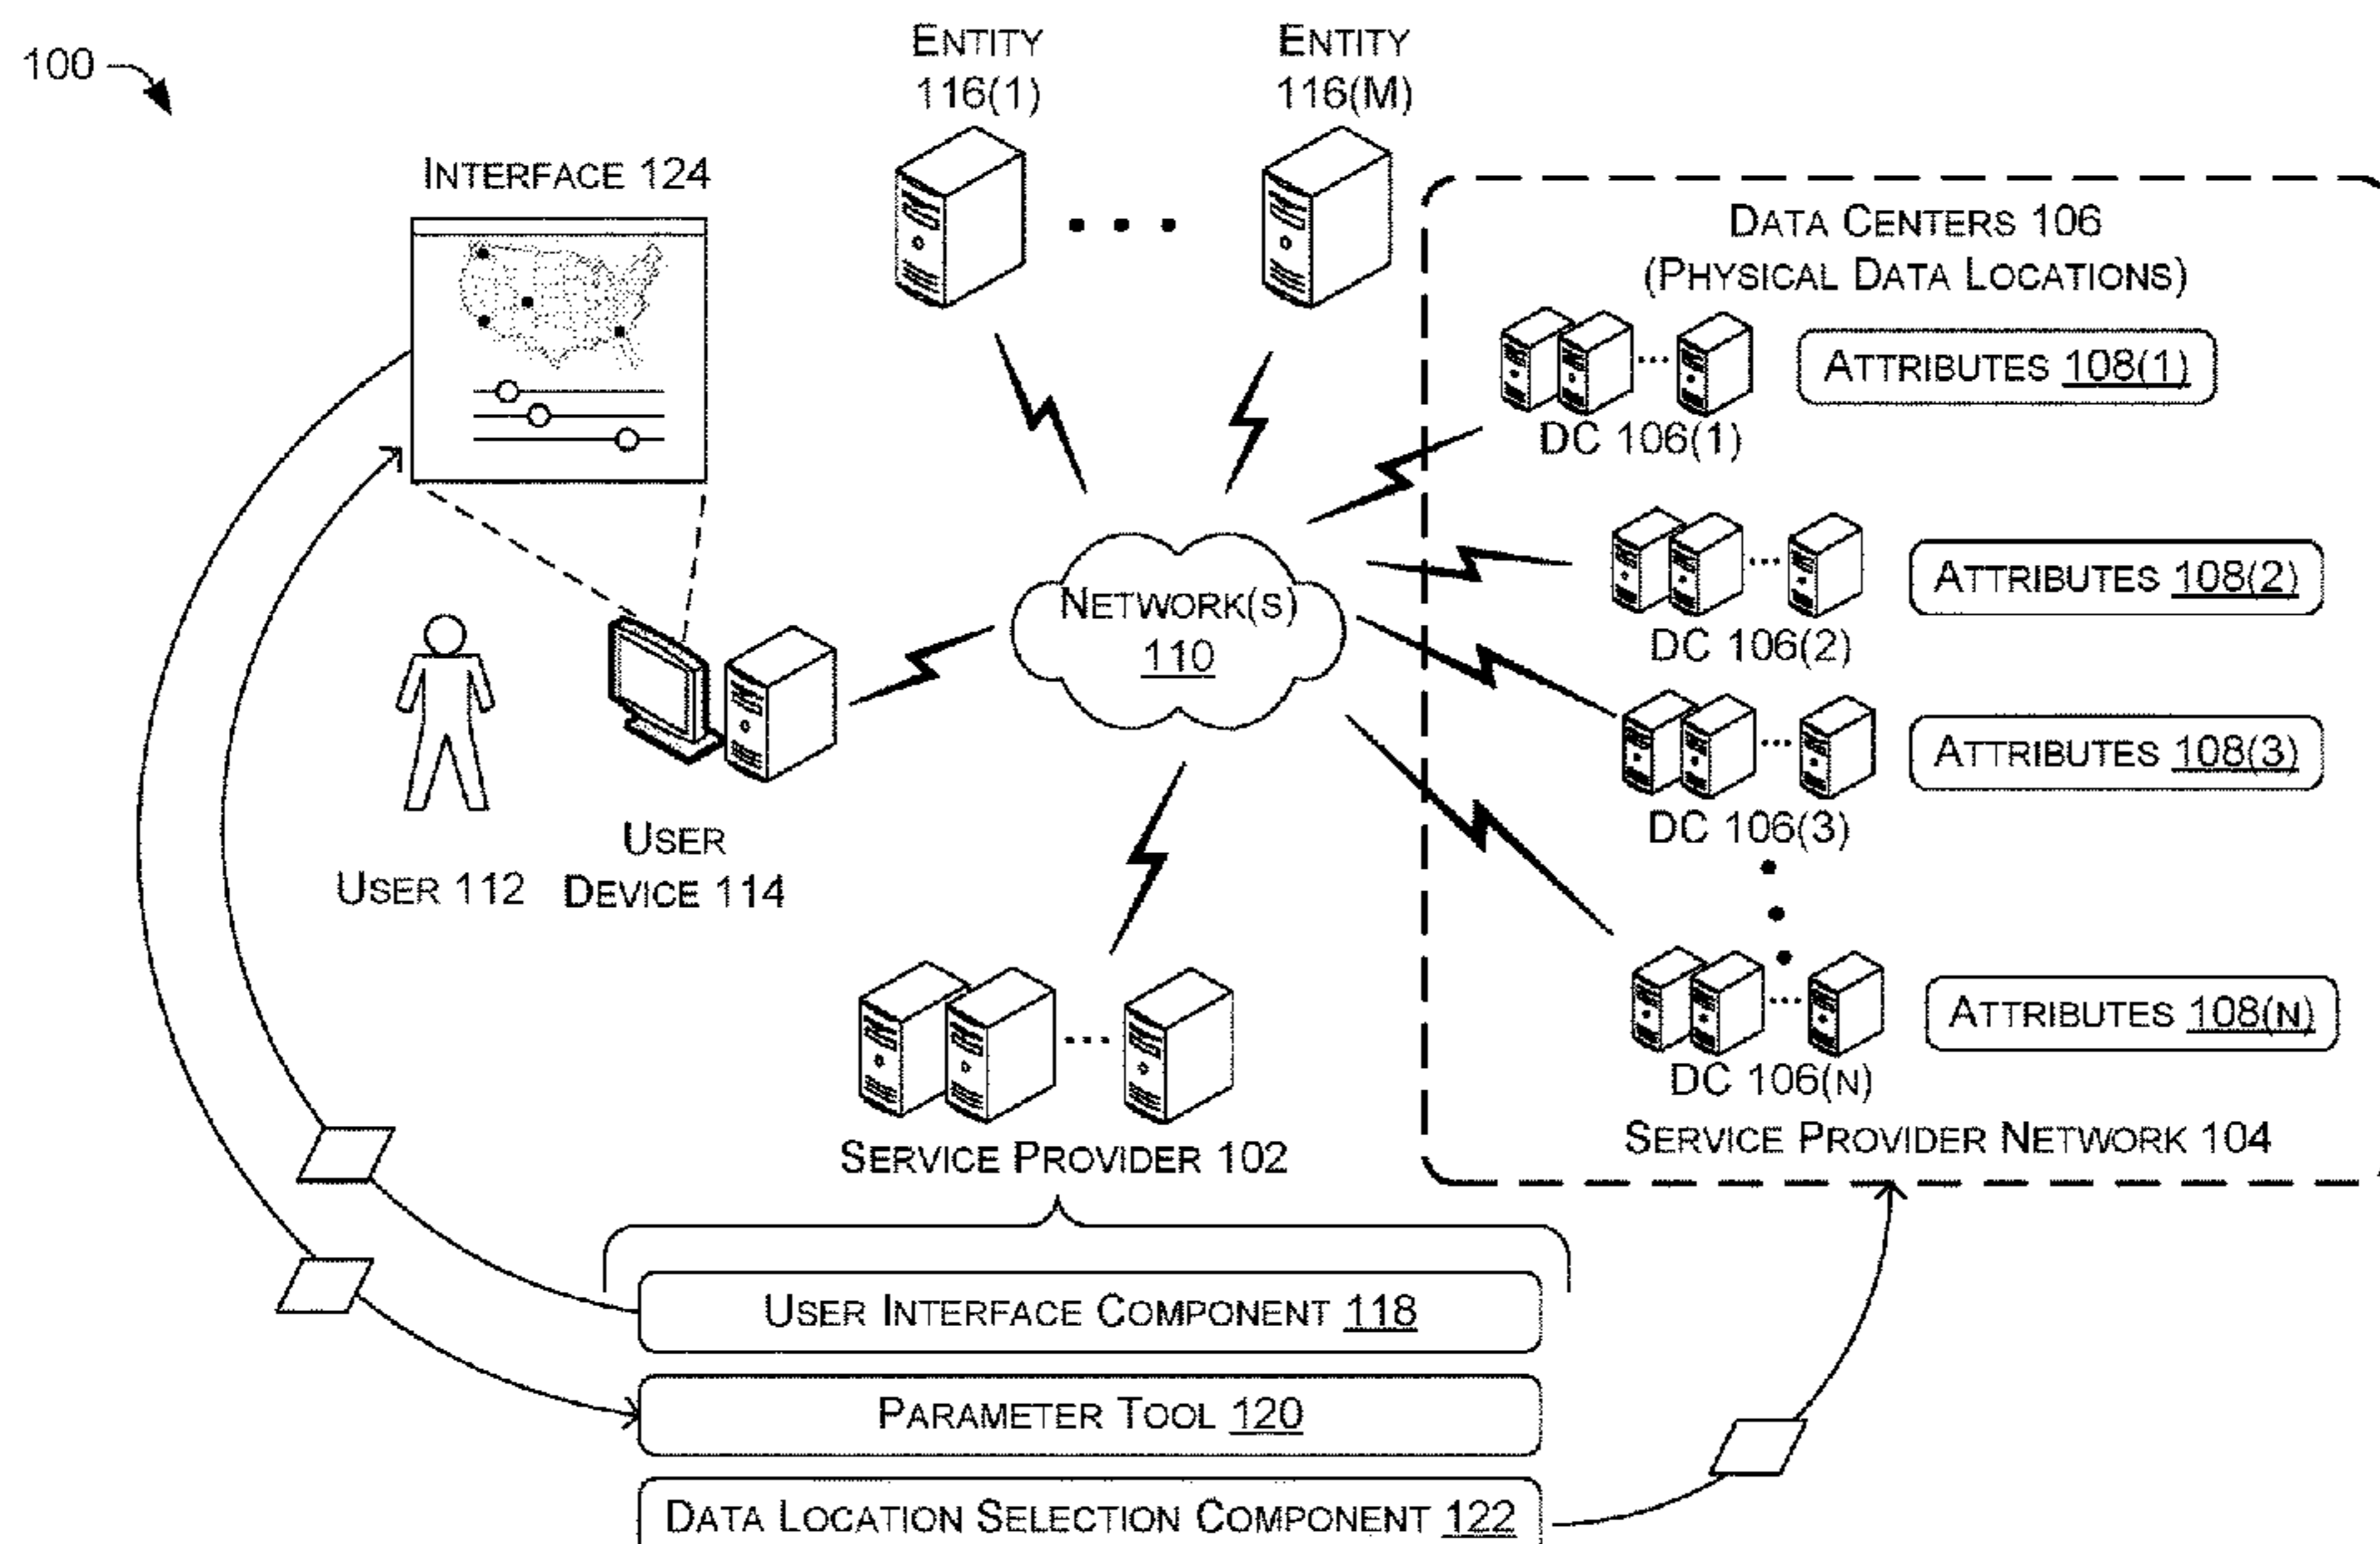 100
ENTITY
116(1)
ENTITY
116(M)
INTERFACE 124
DATA CENTERS 106
(PHYSICAL DATA LOCATIONS)
ATTRIBUTES 108(1)
DC 106(1)
NETWORK(S)
110
ATTRIBUTES 108(2)
DC 106(2)
ATTRIBUTES 108(3)
DC 106(3)
USER 112
USER
DEVICE 114
ATTRIBUTES 108(N)
DC 106(N)
SERVICE PROVIDER NETWORK 104
SERVICE PROVIDER 102
USER INTERFACE COMPONENT 118
PARAMETER TOOL 120
DATA LOCATION SELECTION COMPONENT 122